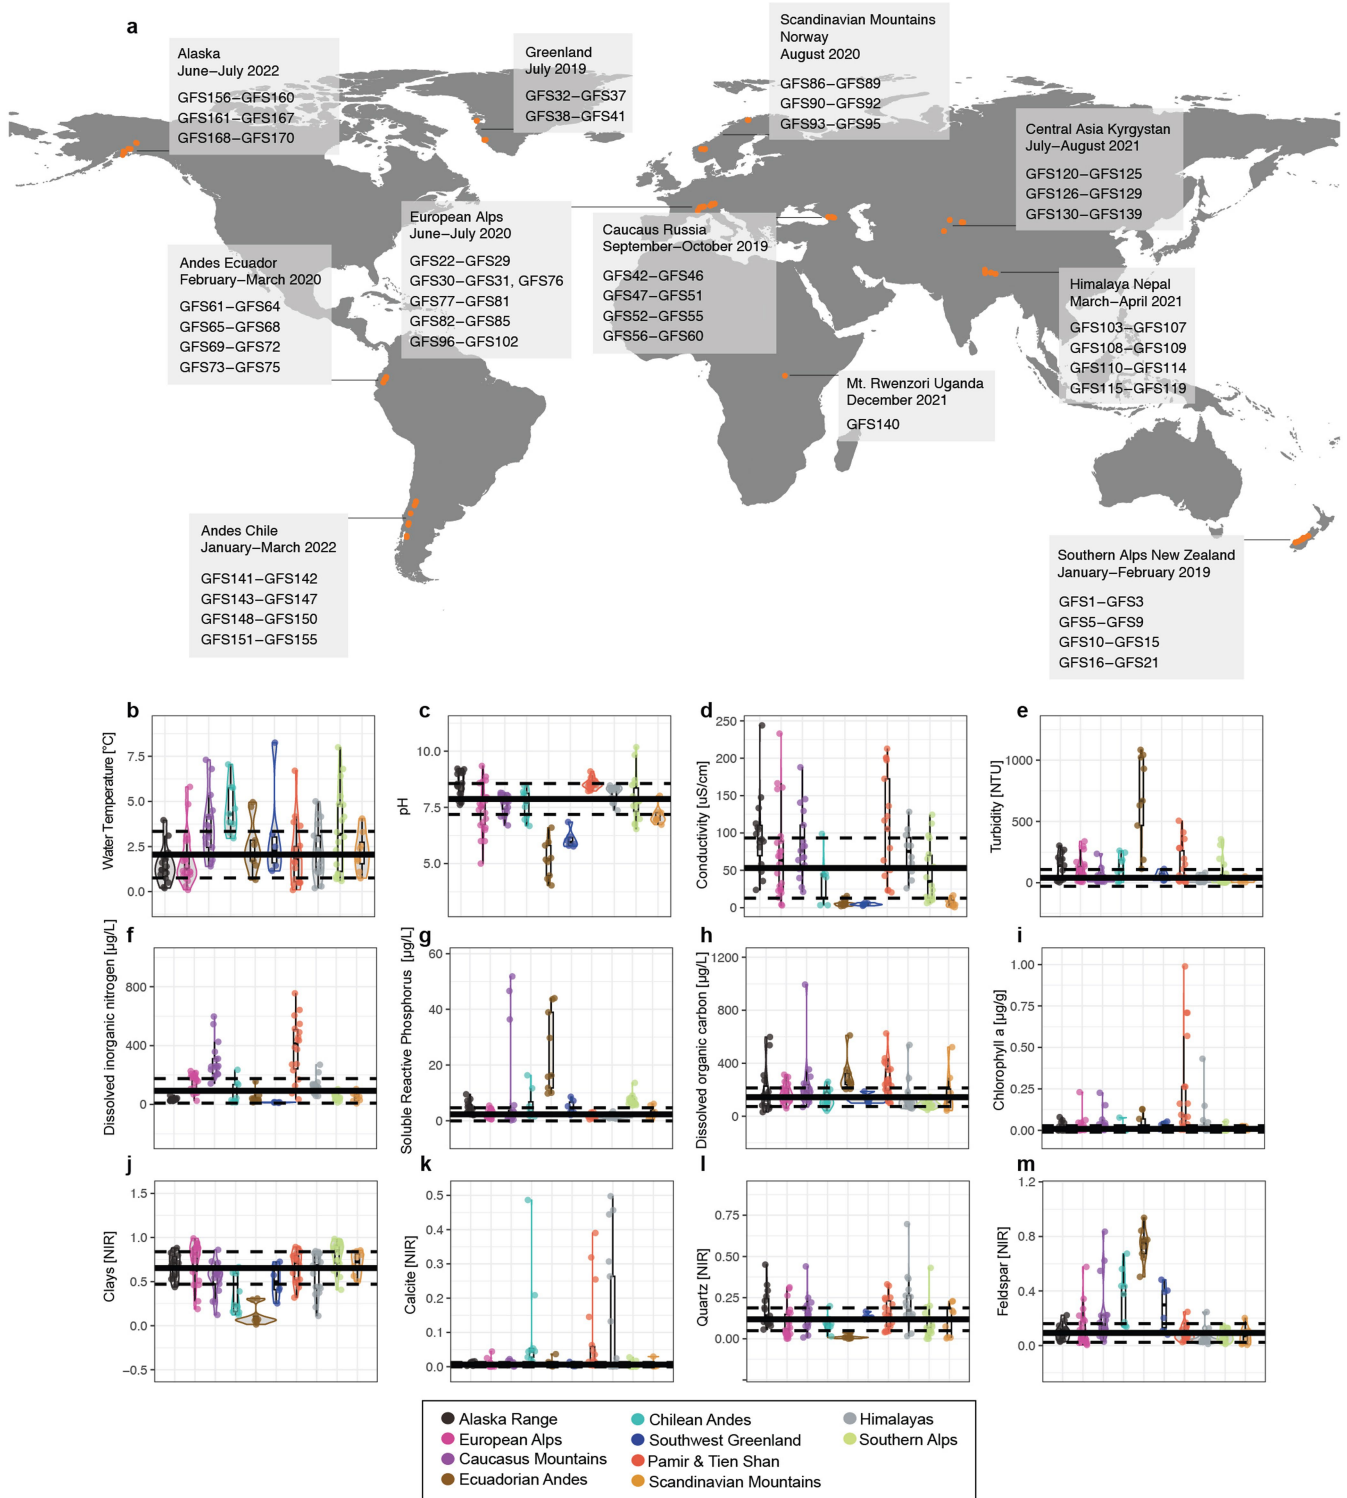 a
Alaska
June–July 2022
GFS156–GFS160
GFS161–GFS167
GFS168–GFS170
Greenland
July 2019
GFS32–GFS37
GFS38–GFS41
Scandinavian Mountains
Norway
August 2020
GFS86–GFS89
GFS90–GFS92
GFS93–GFS95
Central Asia Kyrgystan
July–August 2021
GFS120–GFS125
GFS126–GFS129
GFS130–GFS139
Andes Ecuador
February–March 2020
GFS61–GFS64
GFS65–GFS68
GFS69–GFS72
GFS73–GFS75
European Alps
June–July 2020
GFS22–GFS29
GFS30–GFS31, GFS76
GFS77–GFS81
GFS82–GFS85
GFS96–GFS102
Caucaus Russia
September–October 2019
GFS42–GFS46
GFS47–GFS51
GFS52–GFS55
GFS56–GFS60
Himalaya Nepal
March–April 2021
GFS103–GFS107
GFS108–GFS109
GFS110–GFS114
GFS115–GFS119
Mt. Rwenzori Uganda
December 2021
GFS140
Andes Chile
January–March 2022
GFS141–GFS142
GFS143–GFS147
GFS148–GFS150
GFS151–GFS155
Southern Alps New Zealand
January–February 2019
GFS1–GFS3
GFS5–GFS9
GFS10–GFS15
GFS16–GFS21
b
Water Temperature [°C]
7.5
5.0
2.5
0.0
c
pH
10.0
7.5
5.0
d
Conductivity [uS/cm]
250
200
150
100
50
0
e
Turbidity [NTU]
1000
500
0
f
Dissolved inorganic nitrogen [µg/L]
800
400
0
g
Soluble Reactive Phosphorus [µg/L]
60
40
20
0
h
Dissolved organic carbon [µg/L]
1200
800
400
0
i
Chlorophyll a [µg/g]
1.00
0.75
0.50
0.25
0.00
j
Clays [NIR]
1.5
1.0
0.5
0.0
−0.5
k
Calcite [NIR]
0.5
0.4
0.3
0.2
0.1
0.0
l
Quartz [NIR]
0.75
0.50
0.25
0.00
m
Feldspar [NIR]
1.2
0.8
0.4
0.0
Alaska Range
European Alps
Caucasus Mountains
Ecuadorian Andes
Chilean Andes
Southwest Greenland
Pamir & Tien Shan
Scandinavian Mountains
Himalayas
Southern Alps